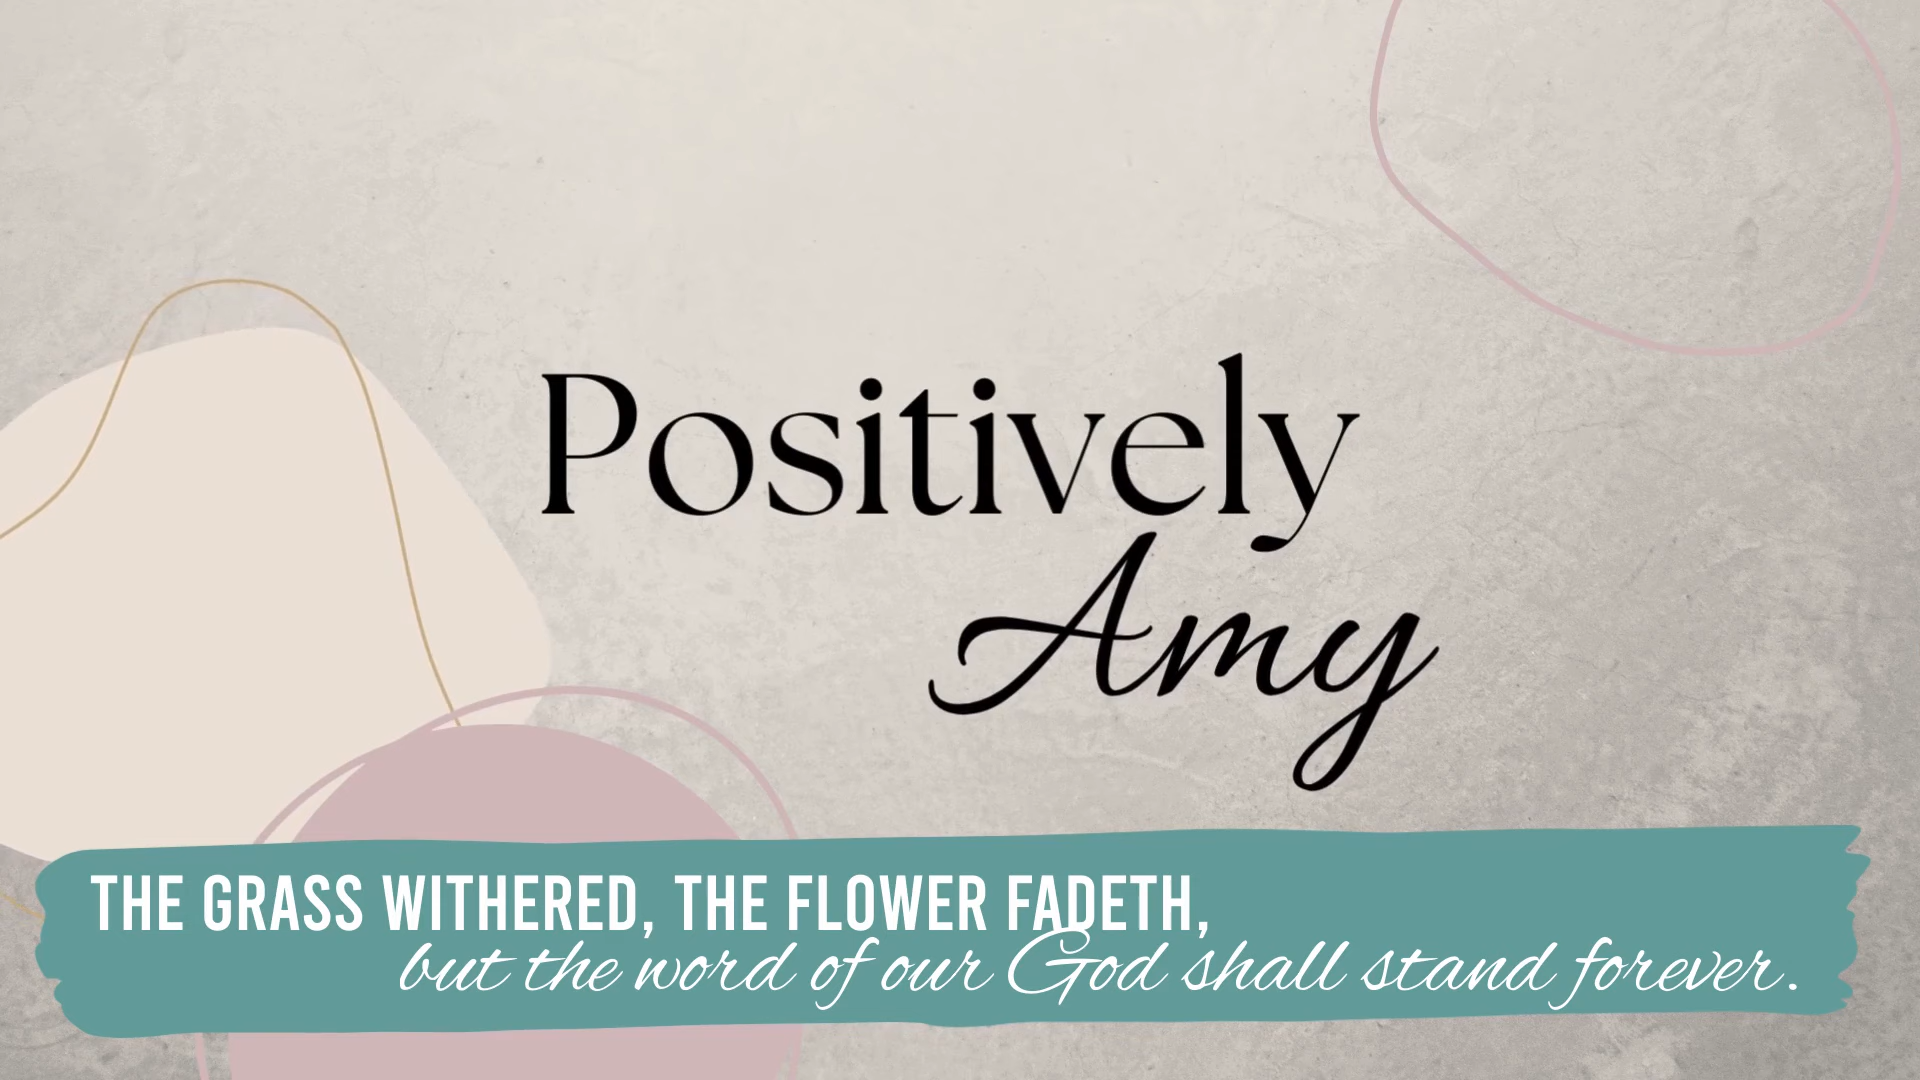 Positively
Amy
THE GRASS WITHERED, THE FLOWER FADETH,
but the word of our God shall stand forever.